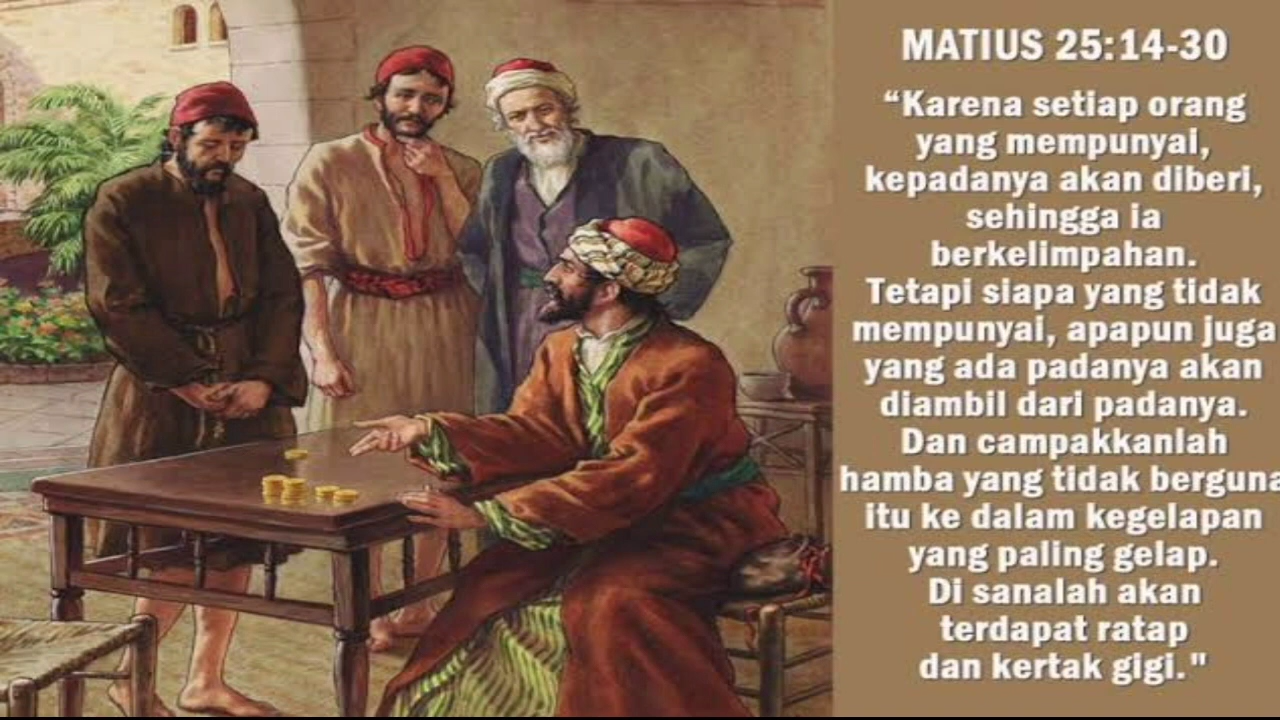 MATIUS 25:14-30
“Karena setiap orang
yang mempunyai,
kepadanya akan diberi,
sehingga ia
berkelimpahan.
Tetapi siapa yang tidak
mempunyai, apapun juga
yang ada padanya akan
diambil dari padanya.
Dan campakkanlah
hamba yang tidak berguna
itu ke dalam kegelapan
yang paling gelap.
Di sanalah akan
terdapat ratap
dan kertak gigi."